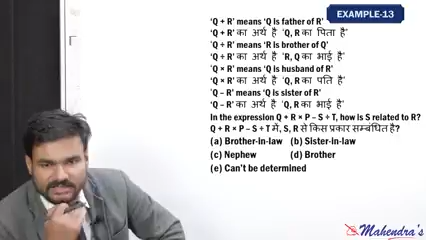 EXAMPLE-13
'Q + R' means 'Q is father of R'
'Q + R' का अर्थ है 'Q, R का पिता है'
'Q ÷ R' means 'R is brother of Q'
'Q ÷ R' का अर्थ है 'R, Q का भाई है'
'Q × R' means 'Q is husband of R'
'Q × R' का अर्थ है 'Q, R का पति है'
'Q – R' means 'Q is sister of R'
'Q – R' का अर्थ है 'Q, R का भाई है'
In the expression Q + R × P – S ÷ T, how is S related to R?
Q + R × P – S ÷ T में, S, R से किस प्रकार सम्बंधित है?
(a) Brother-in-law (b) Sister-in-law
(c) Nephew (d) Brother
(e) Can't be determined
Mahendra's